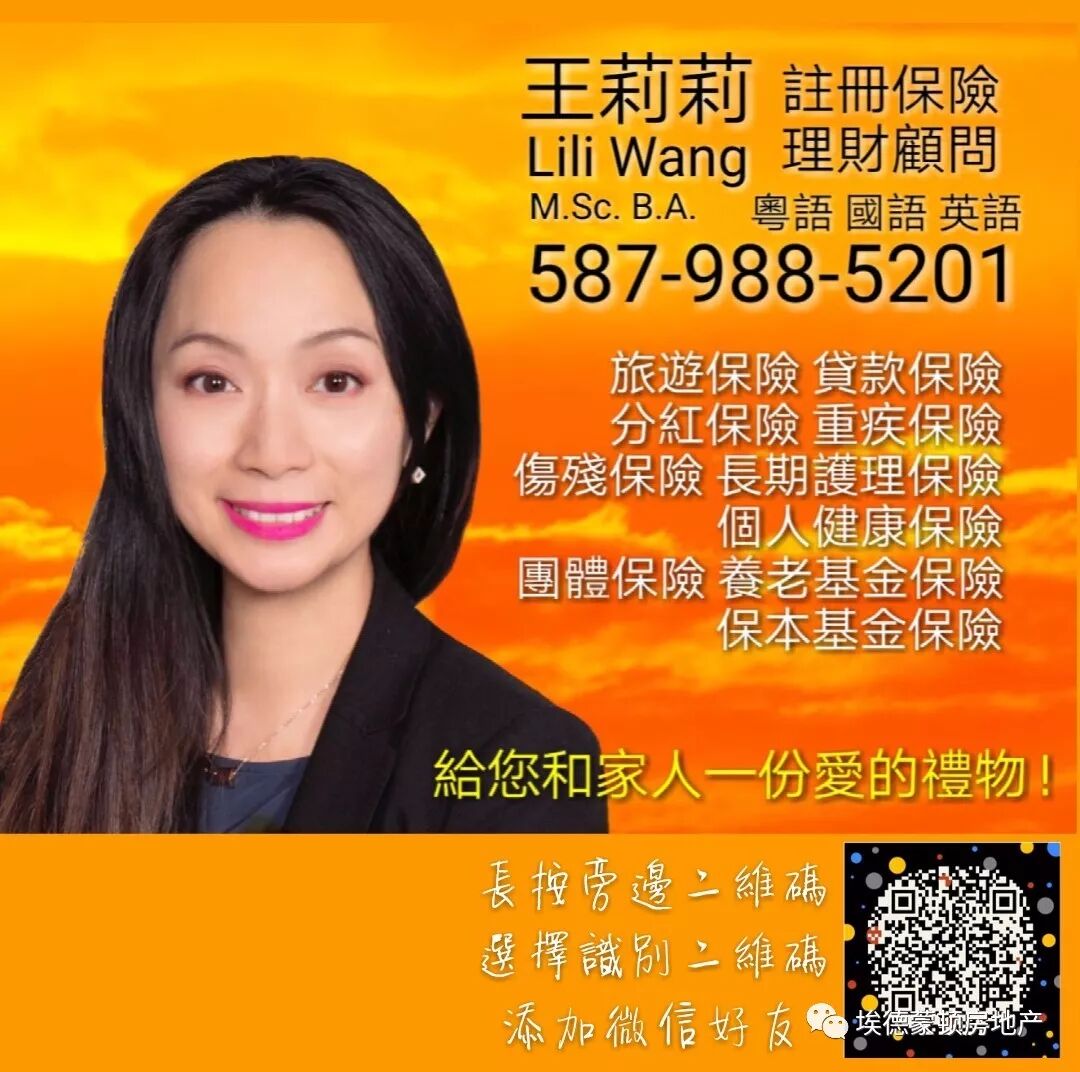 王莉莉 註冊保險
Lili Wang 理財顧問
M.Sc. B.A. 粵語 國語 英語
587-988-5201
旅遊保險 貸款保險
分紅保險 重疾保險
傷殘保險 長期護理保險
個人健康保險
團體保險 養老基金保險
保本基金保險
給您和家人一份愛的禮物!
長按旁邊二維碼
選擇識別二維碼
添加微信好友
埃德蒙顿房地产